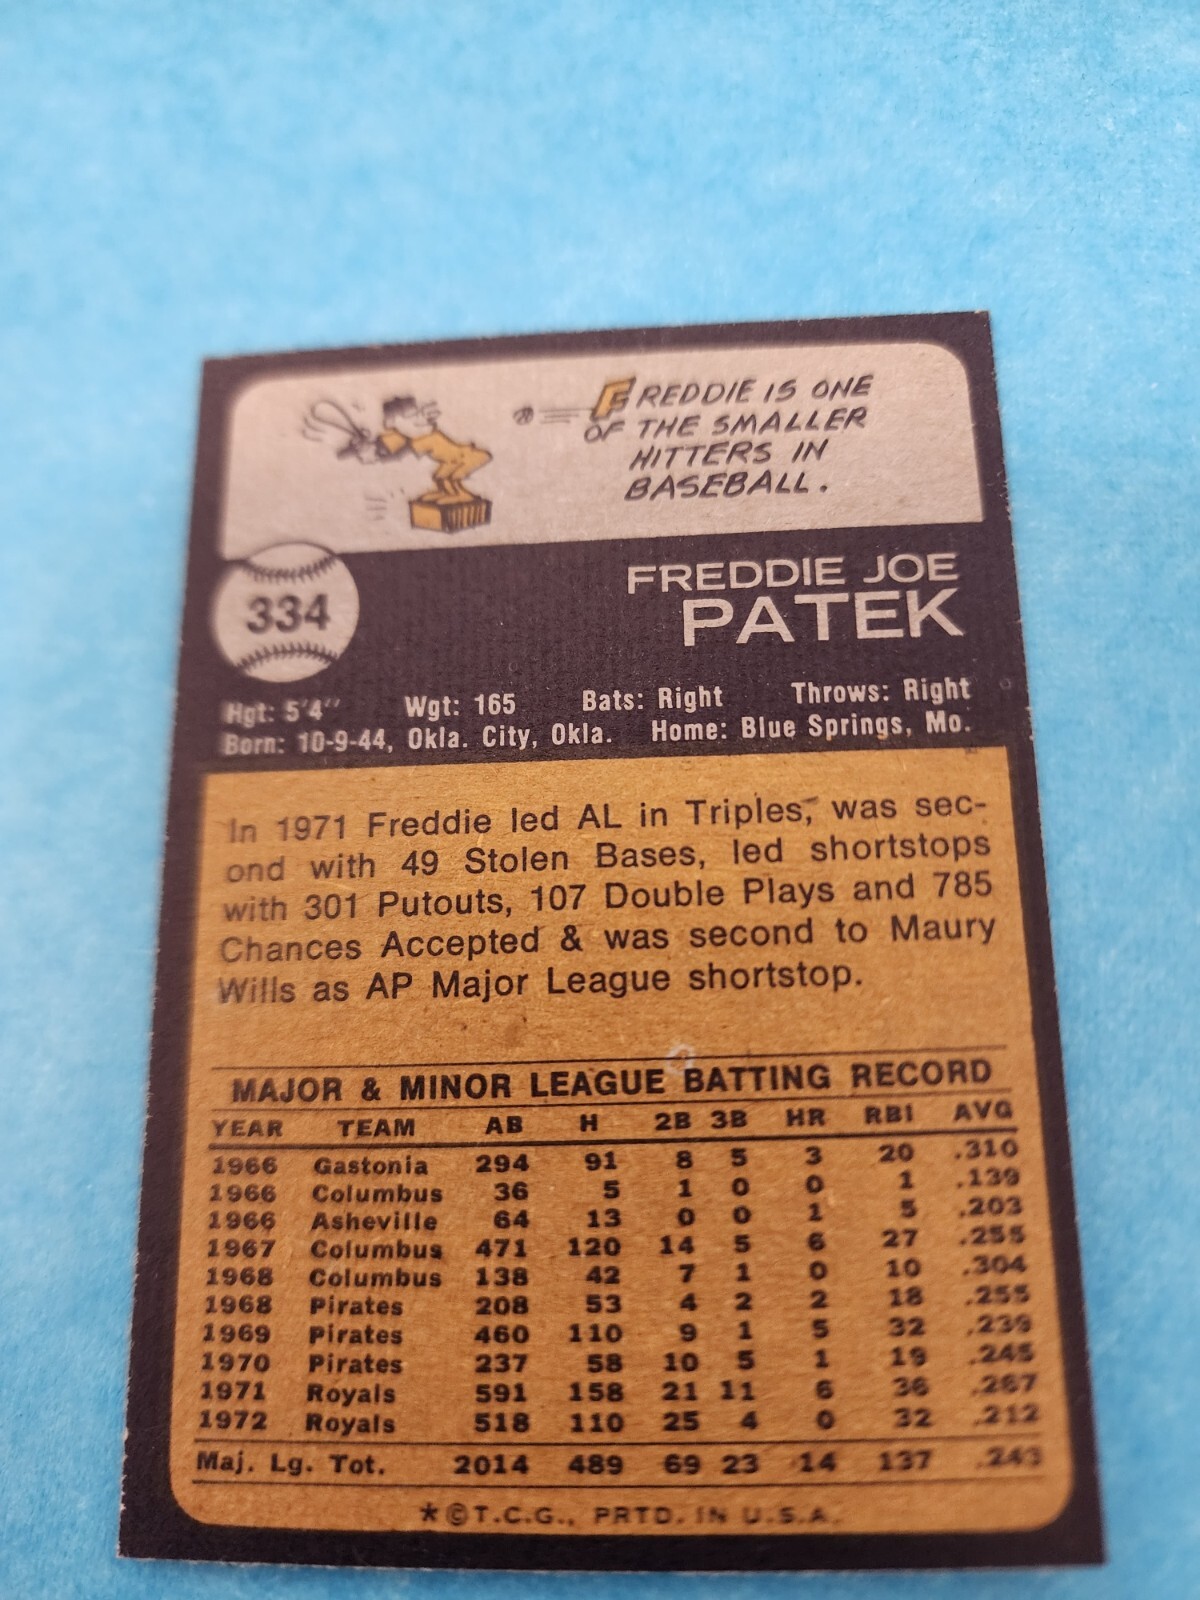 FREDDIE IS ONE
OF THE SMALLER
HITTERS IN
BASEBALL.
334
FREDDIE JOE
PATEK
Hgt: 5'4" Wgt: 165 Bats: Right Throws: Right
Born: 10-9-44, Okla. City, Okla. Home: Blue Springs, Mo.
In 1971 Freddie led AL in Triples, was sec-
ond with 49 Stolen Bases, led shortstops
with 301 Putouts, 107 Double Plays and 785
Chances Accepted & was second to Maury
Wills as AP Major League shortstop.
MAJOR & MINOR LEAGUE BATTING RECORD
YEAR TEAM AB H 2B 3B HR RBI AVG
1966 Gastonia 294 91 8 5 3 20 .310
1966 Columbus 36 5 1 0 0 1 .139
1966 Asheville 64 13 0 0 1 5 .203
1967 Columbus 471 120 14 5 6 27 .255
1968 Columbus 138 42 7 1 0 10 .304
1968 Pirates 208 53 4 2 2 18 .255
1969 Pirates 460 110 9 1 5 32 .239
1970 Pirates 237 58 10 5 1 19 .245
1971 Royals 591 158 21 11 6 36 .267
1972 Royals 518 110 25 4 0 32 .212
Maj. Lg. Tot. 2014 489 69 23 14 137 .243
*©T.C.G., PRTD. IN U.S.A.